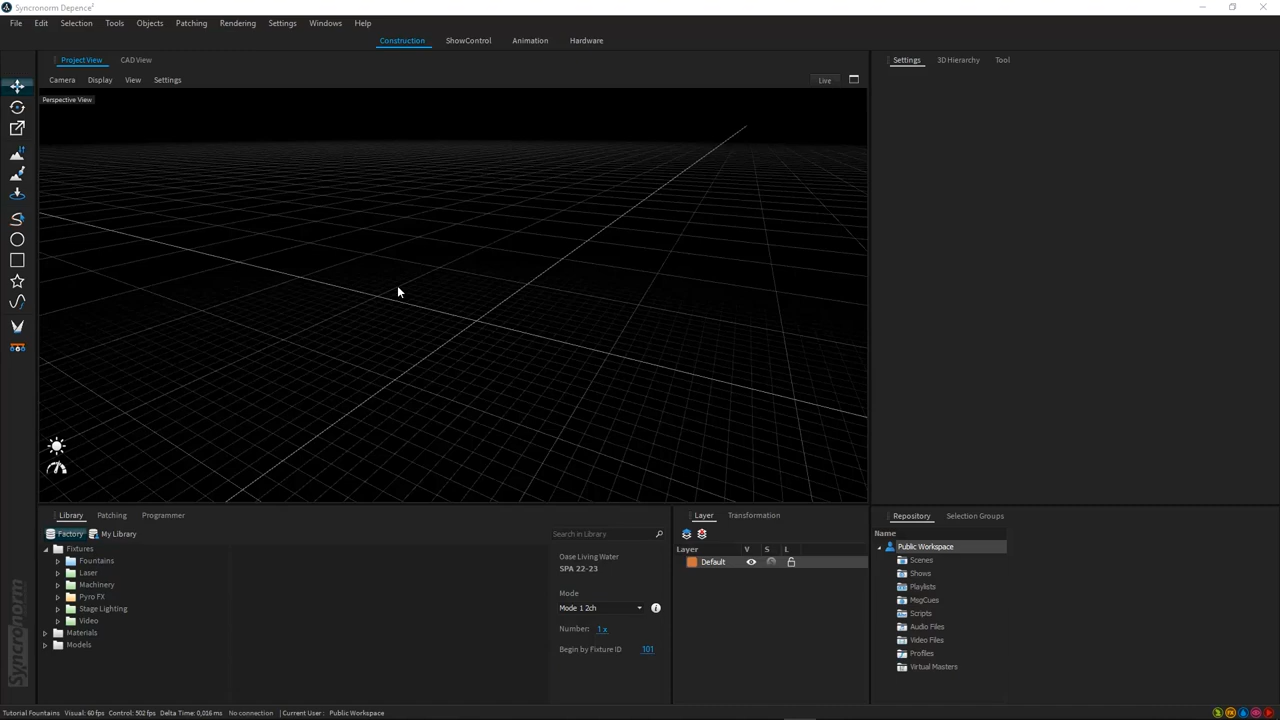 Syncronorm Depence²
File Edit Selection Tools Objects Patching Rendering Settings Windows Help
Construction ShowControl Animation Hardware
Project View CAD View
Settings 3D Hierarchy Tool
Camera Display View Settings
Live
Perspective View
Library Patching Programmer
Layer Transformation
Repository Selection Groups
Factory My Library
Search in Library
Name
Fixtures
Fountains
Laser
Machinery
Pyro FX
Stage Lighting
Video
Materials
Models
Oase Living Water
SPA 22-23
Mode
Mode 1 2ch
Number: 1 x
Begin by Fixture ID 101
Layer V S L
Default
Public Workspace
Scenes
Shows
Playlists
MsgCues
Scripts
Audio Files
Video Files
Profiles
Virtual Masters
Syncronorm
Tutorial Fountains Visual: 60 fps Control: 502 fps Delta Time: 0,016 ms No connection Current User : Public Workspace